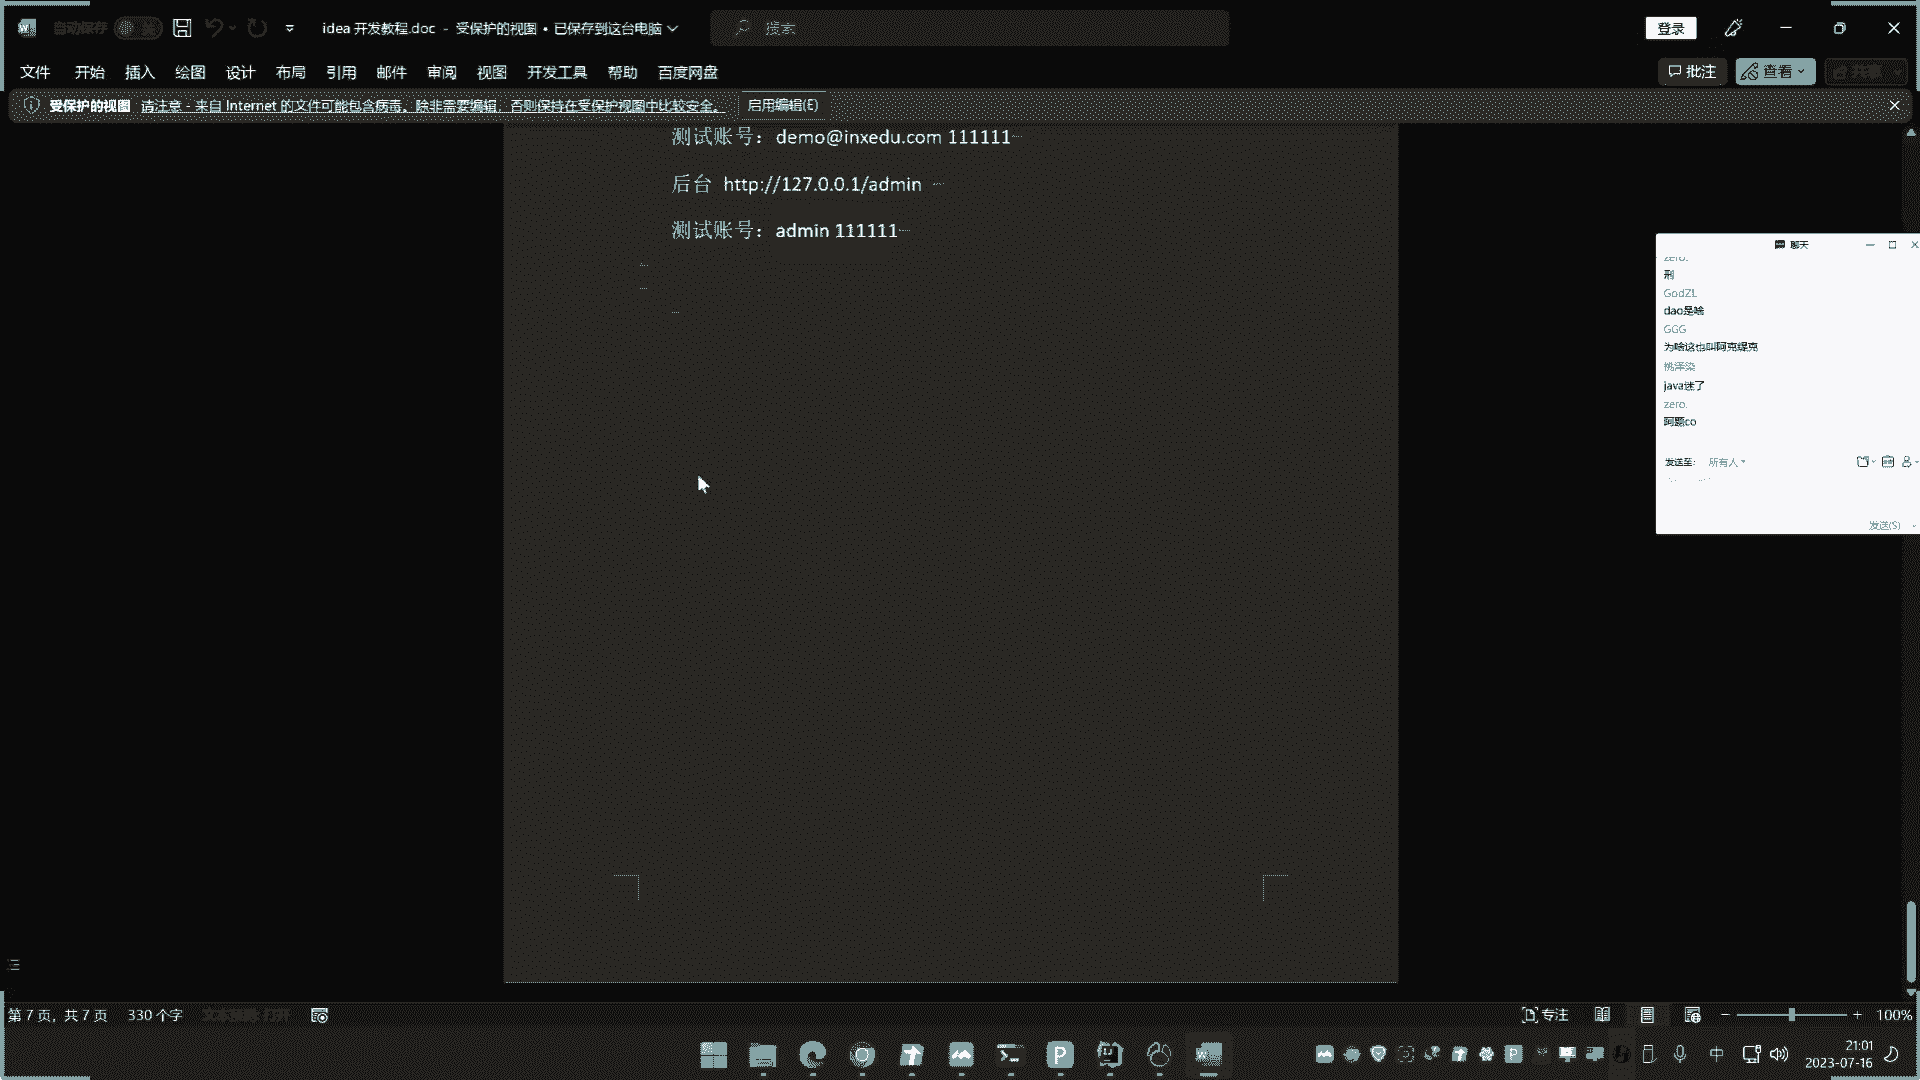 自动保存
idea 开发教程.doc - 受保护的视图 • 已保存到这台电脑
搜索
登录
文件 开始 插入 绘图 设计 布局 引用 邮件 审阅 视图 开发工具 帮助 百度网盘
批注 查看 共享
受保护的视图 请注意 - 来自 Internet 的文件可能包含病毒。除非需要编辑，否则保持在受保护视图中比较安全。 启用编辑(E)
测试账号：demo@inxedu.com 111111
后台 http://127.0.0.1/admin
测试账号：admin 111111
聊天
zero.
刑
GodZL
dao是啥
GGG
为啥这也叫阿克缇克
桃泽染
java迷了
zero.
阿题co
发送至: 所有人
发送(S)
第 7 页，共 7 页 330 个字
专注
100%
中
21:01
2023-07-16